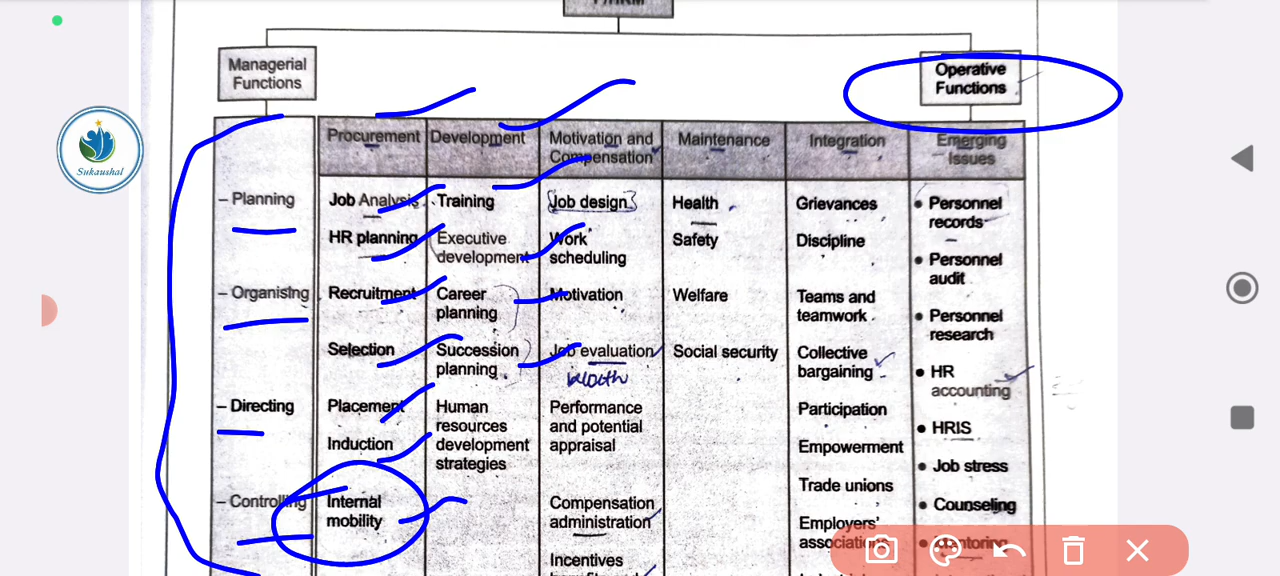 P/HRM
Managerial
Functions
Operative
Functions
Sukaushal
Procurement
Development
Motivation and
Compensation
Maintenance
Integration
Emerging
Issues
– Planning
– Organising
– Directing
– Controlling
Job Analysis
HR planning
Recruitment
Selection
Placement
Induction
Internal
mobility
Training
Executive
development
Career
planning
Succession
planning
Human
resources
development
strategies
Job design
Work
scheduling
Motivation
Job evaluation
Performance
and potential
appraisal
Compensation
administration
Incentives
Health
Safety
Welfare
Social security
Grievances
Discipline
Teams and
teamwork
Collective
bargaining
Participation
Empowerment
Trade unions
Employers'
• Personnel
records
• Personnel
audit
• Personnel
research
• HR
accounting
• HRIS
• Job stress
• Counseling
• Mentoring